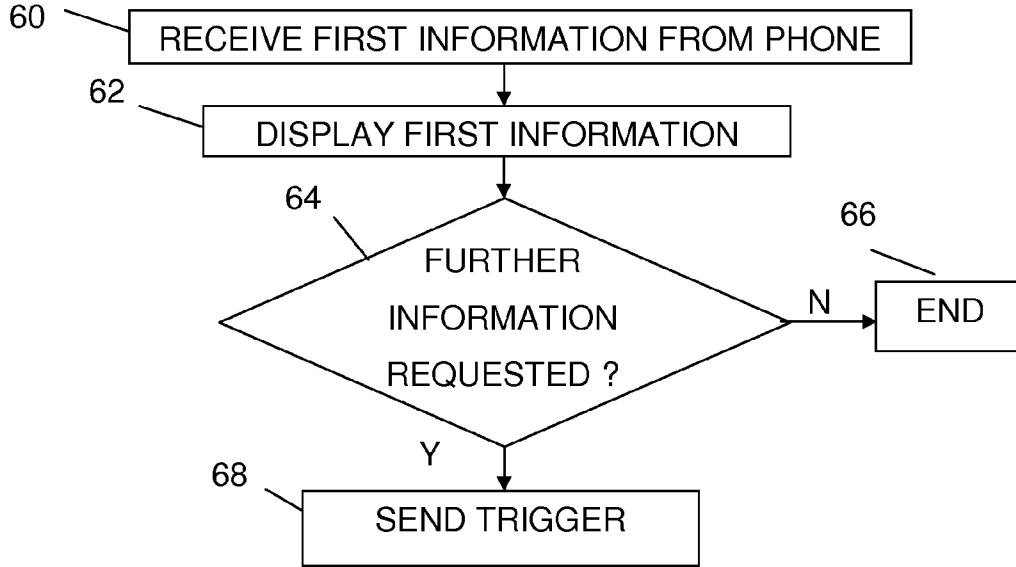 60
RECEIVE FIRST INFORMATION FROM PHONE
62
DISPLAY FIRST INFORMATION
64
FURTHER
INFORMATION
REQUESTED ?
66
N
END
Y
68
SEND TRIGGER